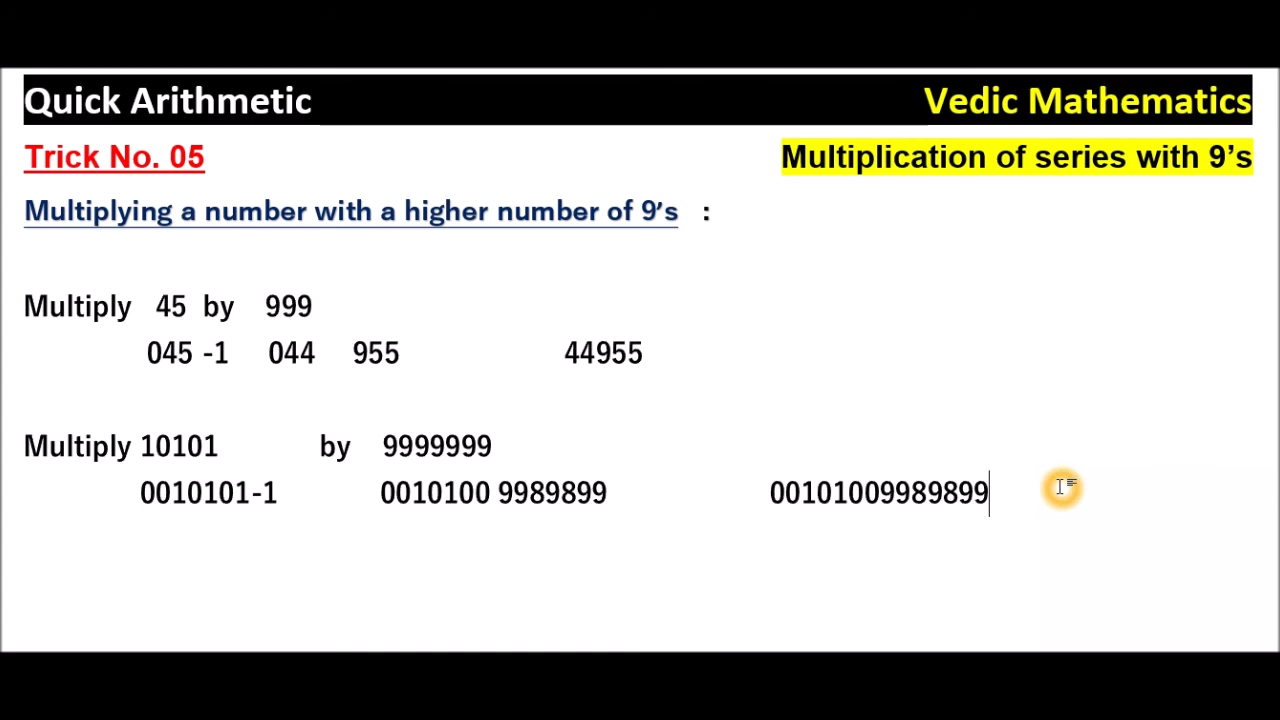 Quick Arithmetic Vedic Mathematics
Trick No. 05 Multiplication of series with 9’s
Multiplying a number with a higher number of 9’s :
Multiply 45 by 999
045 -1 044 955 44955
Multiply 10101 by 9999999
0010101-1 0010100 9989899 00101009989899